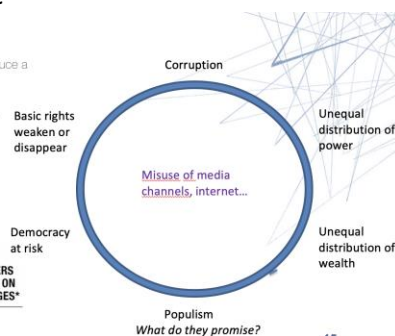 uce a
Corruption
Basic rights
weaken or
disappear
Unequal
distribution of
power
Misuse of media
channels, internet…
Democracy
at risk
Unequal
distribution of
wealth
ERS
ON
GES*
Populism
What do they promise?